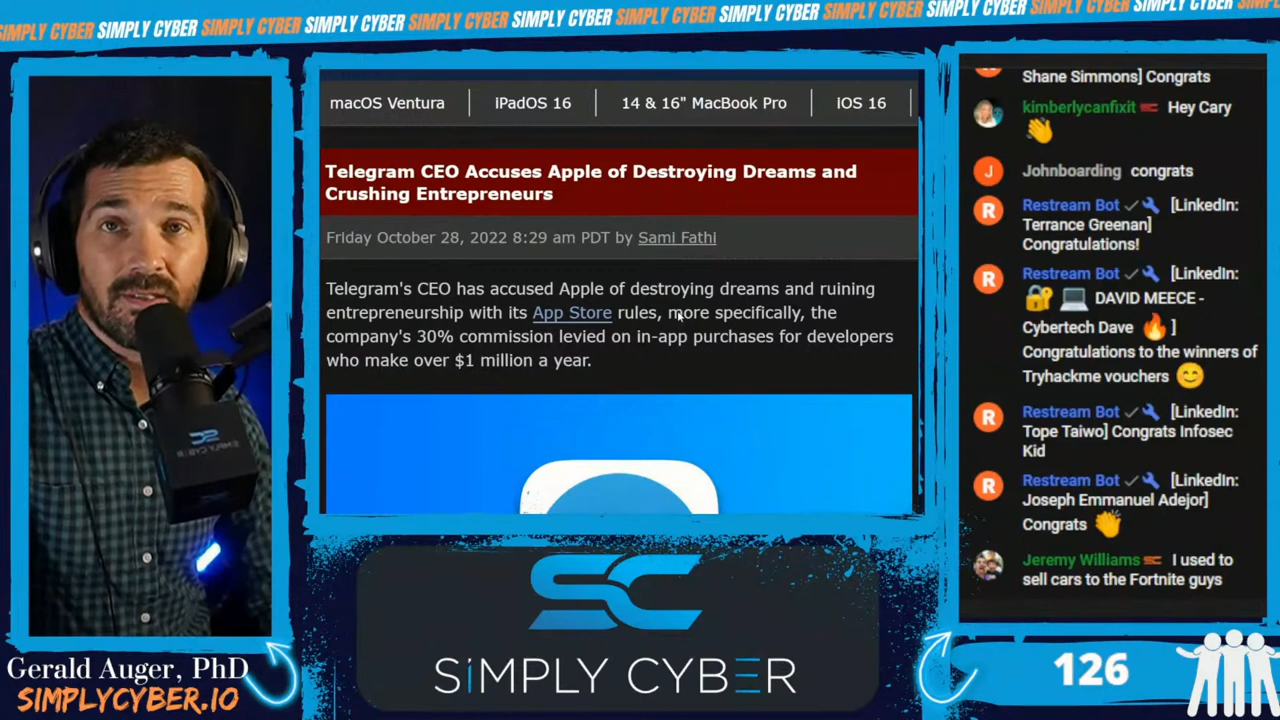 SIMPLY CYBER SIMPLY CYBER SIMPLY CYBER SIMPLY CYBER SIMPLY CYBER SIMPLY CYBER SIMPLY CYBER SIMPLY CYBER SIMPLY CYBER SIMPLY CYBER SIMPLY CYBER SIMPLY CYBER
macOS Ventura
iPadOS 16
14 & 16" MacBook Pro
iOS 16
Telegram CEO Accuses Apple of Destroying Dreams and
Crushing Entrepreneurs
Friday October 28, 2022 8:29 am PDT by Sami Fathi
Telegram's CEO has accused Apple of destroying dreams and ruining
entrepreneurship with its App Store rules, more specifically, the
company's 30% commission levied on in-app purchases for developers
who make over $1 million a year.
SIMPLY CYBER
Gerald Auger, PhD
SIMPLYCYBER.IO
Shane Simmons] Congrats
kimberlycanfixit Hey Cary
👋
J Johnboarding congrats
R Restream Bot [LinkedIn:
Terrance Greenan]
Congratulations!
R Restream Bot [LinkedIn:
🔐 💻 DAVID MEECE -
Cybertech Dave 🔥 ]
Congratulations to the winners of
Tryhackme vouchers 😊
R Restream Bot [LinkedIn:
Tope Taiwo] Congrats Infosec
Kid
R Restream Bot [LinkedIn:
Joseph Emmanuel Adejor]
Congrats 👏
Jeremy Williams I used to
sell cars to the Fortnite guys
126
SC
SIMPLY CYBER